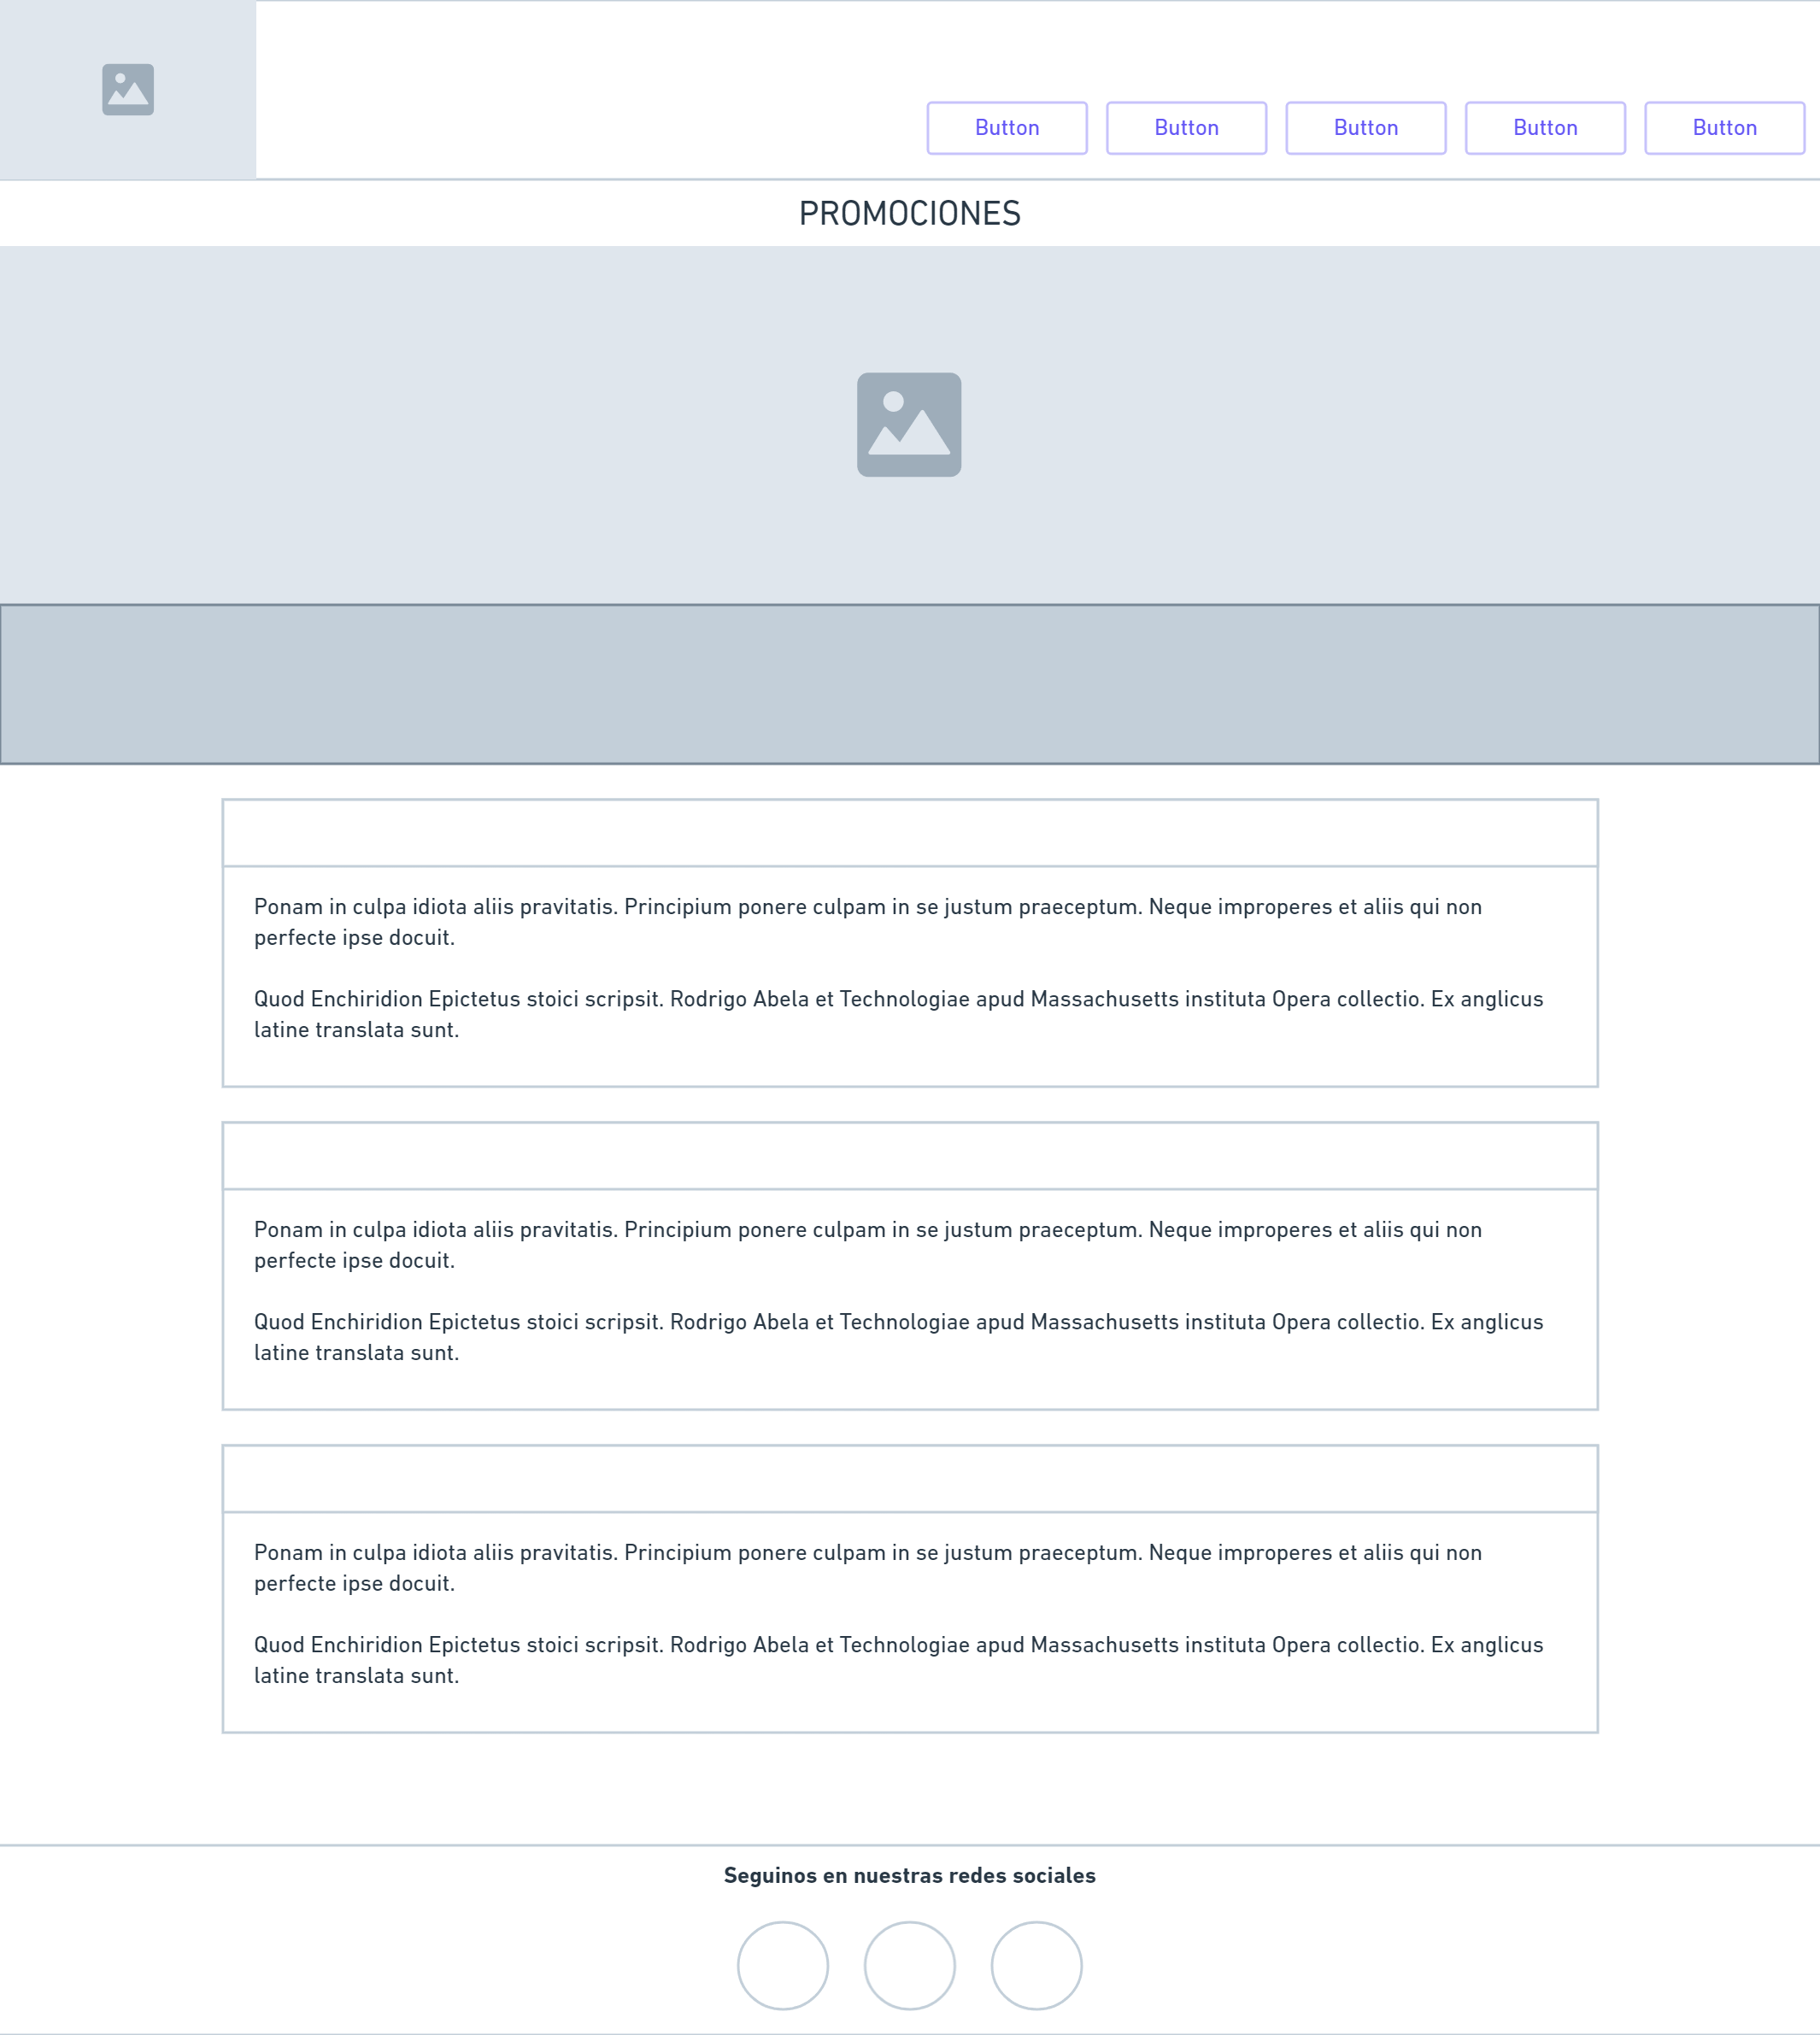 Button
Button
Button
Button
Button
PROMOCIONES
Ponam in culpa idiota aliis pravitatis. Principium ponere culpam in se justum praeceptum. Neque improperes et aliis qui non
perfecte ipse docuit.
Quod Enchiridion Epictetus stoici scripsit. Rodrigo Abela et Technologiae apud Massachusetts instituta Opera collectio. Ex anglicus
latine translata sunt.
Ponam in culpa idiota aliis pravitatis. Principium ponere culpam in se justum praeceptum. Neque improperes et aliis qui non
perfecte ipse docuit.
Quod Enchiridion Epictetus stoici scripsit. Rodrigo Abela et Technologiae apud Massachusetts instituta Opera collectio. Ex anglicus
latine translata sunt.
Ponam in culpa idiota aliis pravitatis. Principium ponere culpam in se justum praeceptum. Neque improperes et aliis qui non
perfecte ipse docuit.
Quod Enchiridion Epictetus stoici scripsit. Rodrigo Abela et Technologiae apud Massachusetts instituta Opera collectio. Ex anglicus
latine translata sunt.
Seguinos en nuestras redes sociales